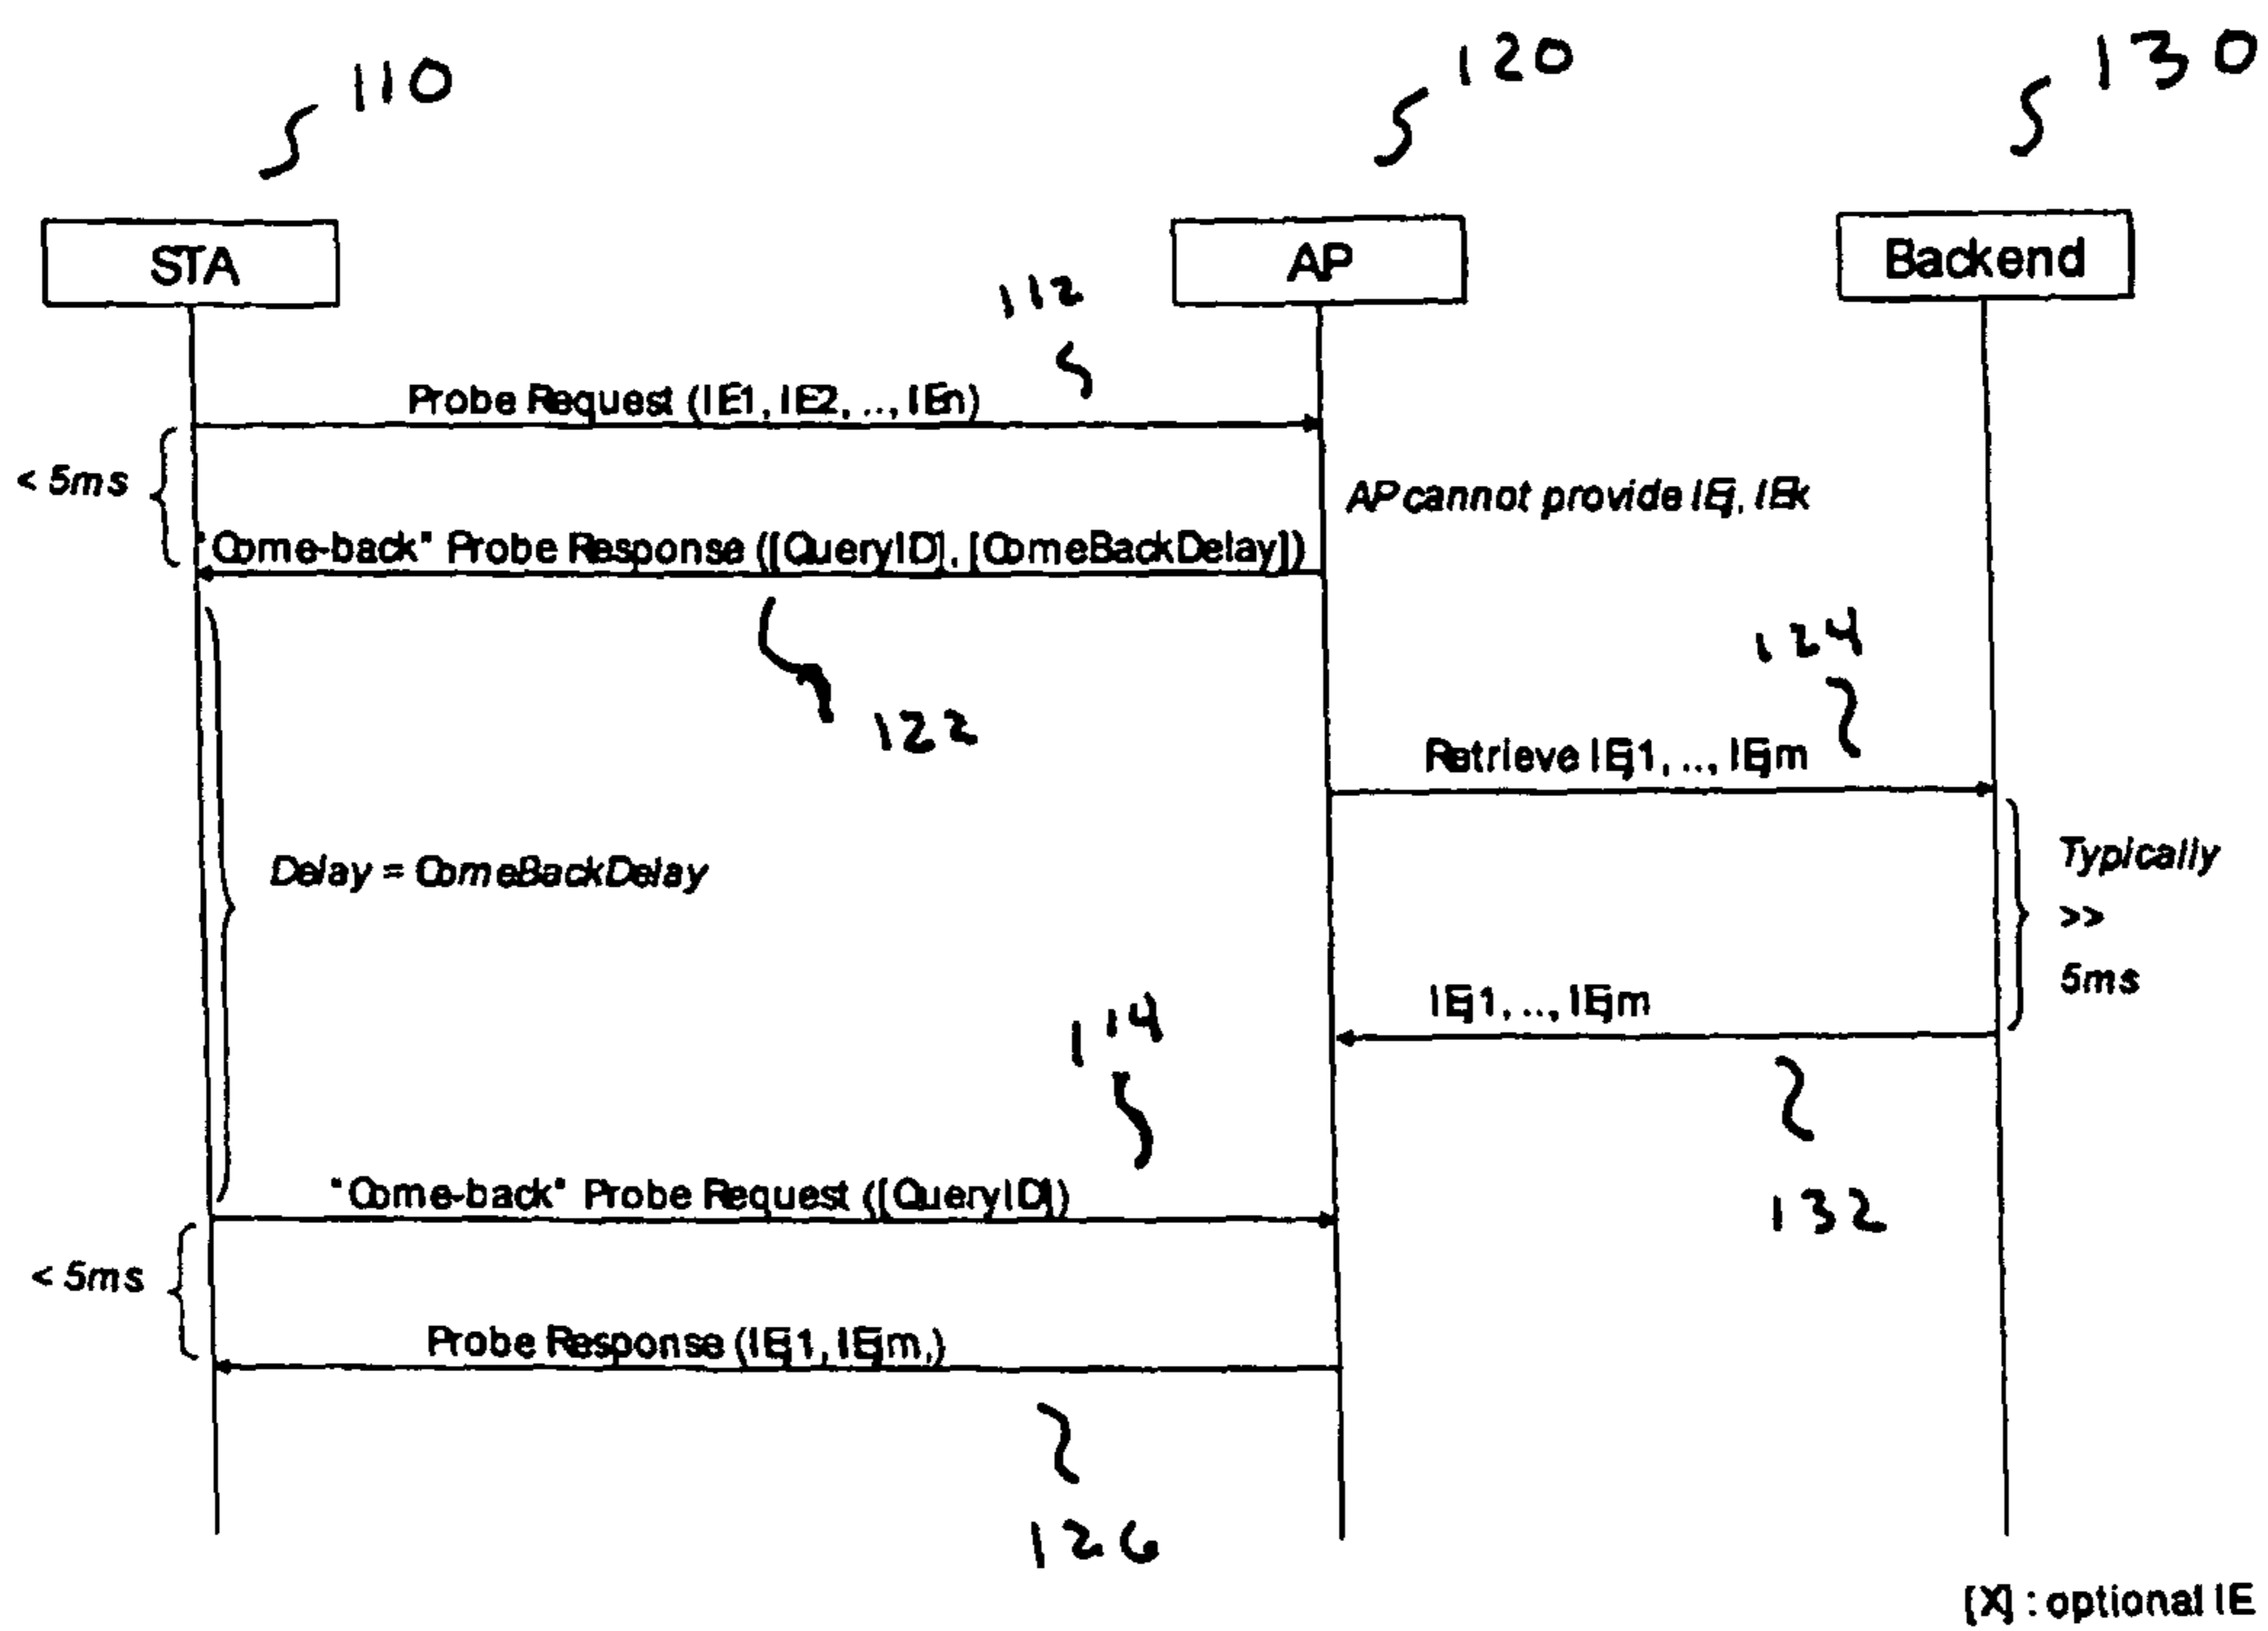 110
120
130
STA
AP
Backend
112
Probe Request (IE1, IE2, .., IEn)
< 5ms
AP cannot provide IEj, IEk
"Come-back" Probe Response ([QueryID], [ComeBackDelay])
124
122
Retrieve IEj1, .., IEjm
Typically
>>
5ms
Delay = ComeBackDelay
IEj1, .., IEjm
114
"Come-back" Probe Request ([QueryID])
132
< 5ms
Probe Response (IEj1, IEjm,)
126
[X] : optional IE